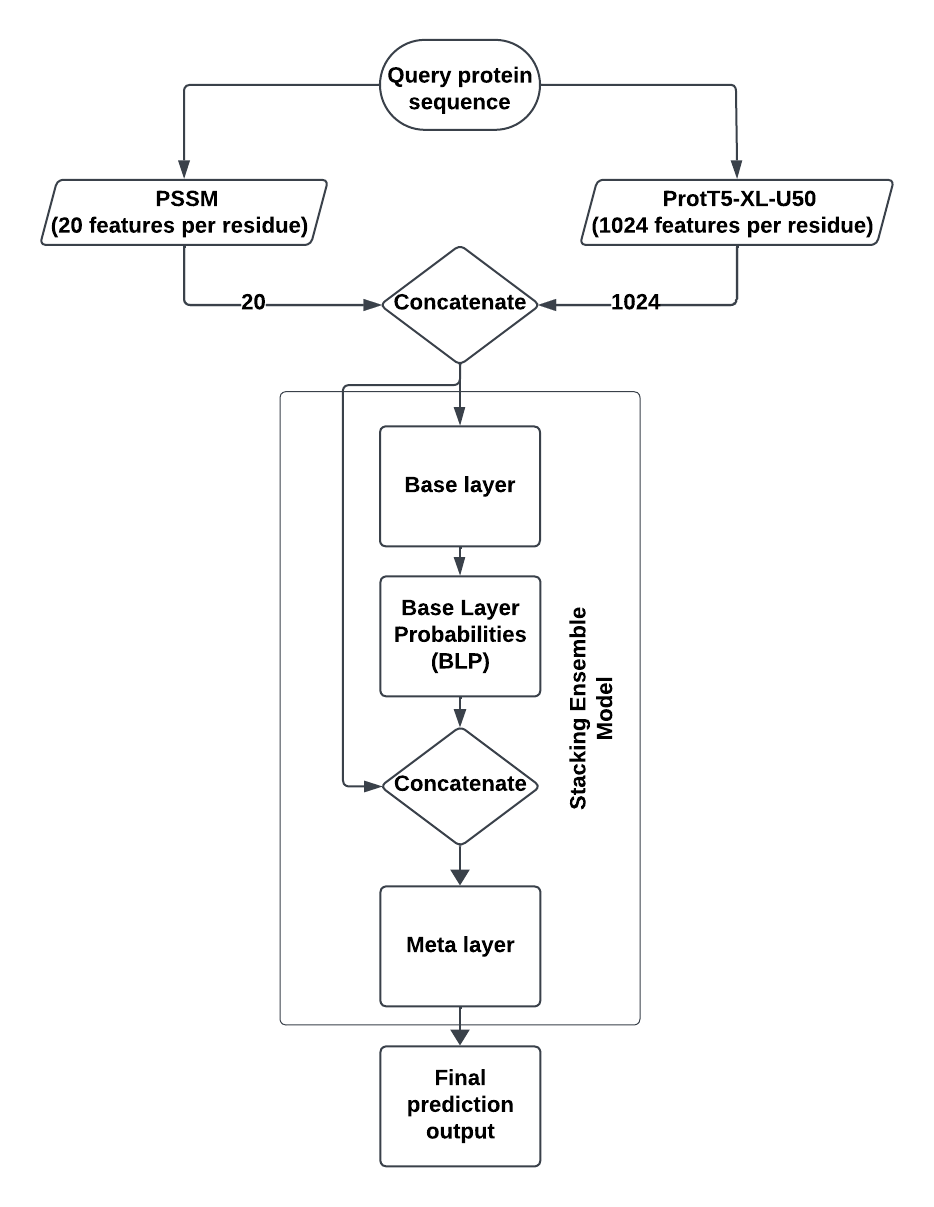 Query protein
sequence
PSSM
(20 features per residue)
ProtT5-XL-U50
(1024 features per residue)
20
Concatenate
1024
Base layer
Base Layer
Probabilities
(BLP)
Stacking Ensemble
Model
Concatenate
Meta layer
Final
prediction
output